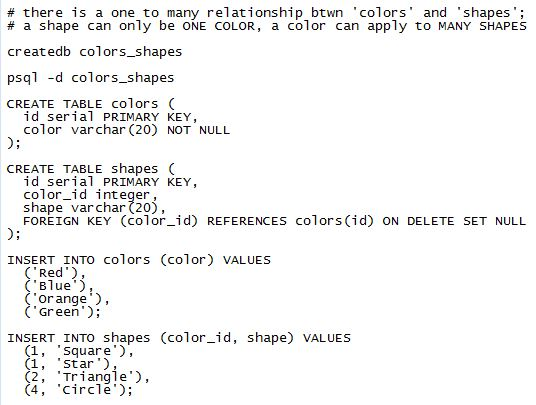 # there is a one to many relationship btwn 'colors' and 'shapes';
# a shape can only be ONE COLOR, a color can apply to MANY SHAPES
createdb colors_shapes
psql -d colors_shapes
CREATE TABLE colors (
  id serial PRIMARY KEY,
  color varchar(20) NOT NULL
);
CREATE TABLE shapes (
  id serial PRIMARY KEY,
  color_id integer,
  shape varchar(20),
  FOREIGN KEY (color_id) REFERENCES colors(id) ON DELETE SET NULL
);
INSERT INTO colors (color) VALUES
  ('Red'),
  ('Blue'),
  ('Orange'),
  ('Green');
INSERT INTO shapes (color_id, shape) VALUES
  (1, 'Square'),
  (1, 'Star'),
  (2, 'Triangle'),
  (4, 'Circle');